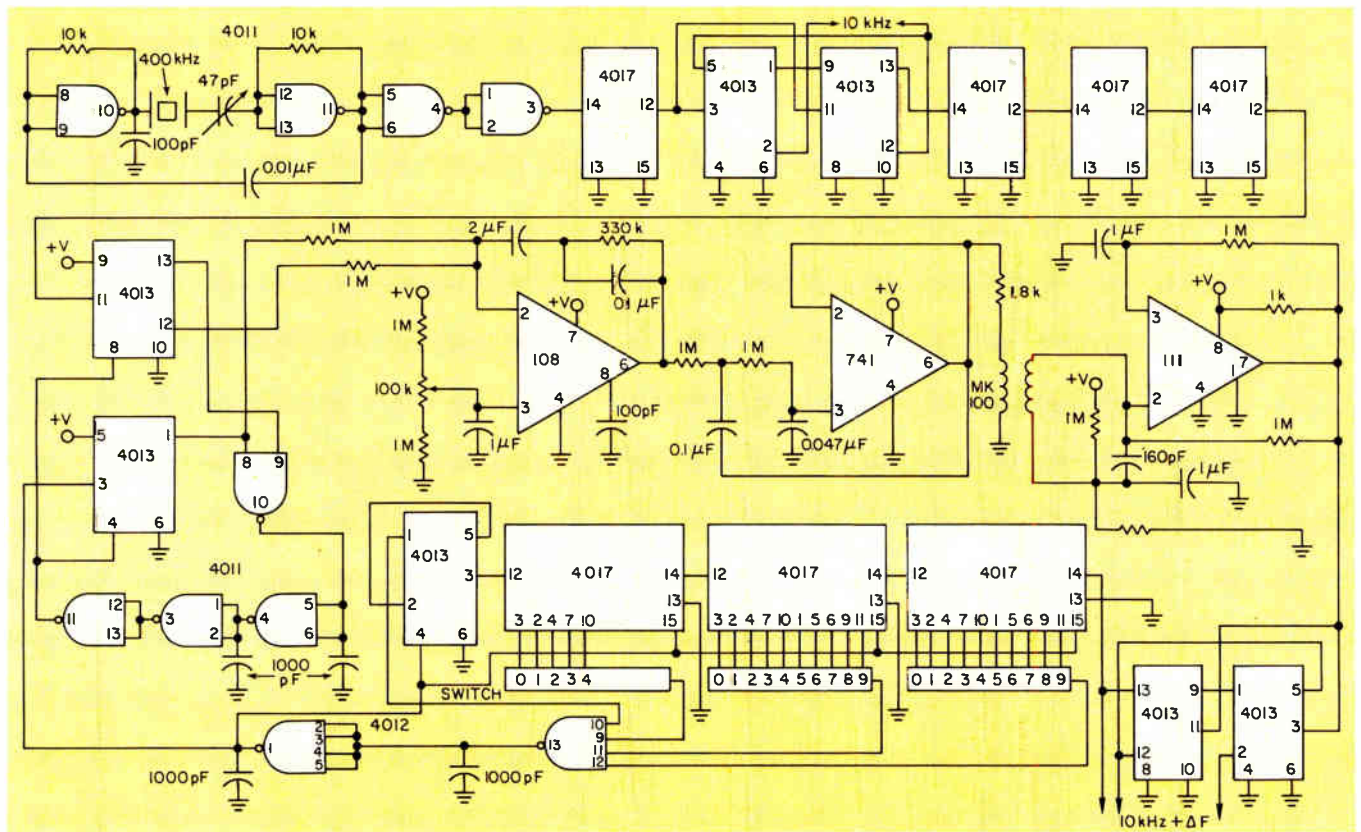 10k
400kHz
47pF
4011
10k
8
9
10
100pF
0.01µF
12
13
11
5
6
4
1
2
3
4017
14
12
13
15
10 kHz
4013
5
1
3
2
4
6
4013
9
13
11
12
8
10
4017
14
12
13
15
4017
14
12
13
15
4017
14
12
13
15
+V
9
13
11
4013
12
8
10
1M
1M
2µF
330k
0.1µF
+V
1M
100k
1M
1µF
+V
2
7
108
6
8
3
4
100pF
1M
1M
0.1µF
0.047µF
+V
2
7
741
6
4
3
1.8k
MK
100
1µF
1M
+V
1k
3
8
111
7
1
4
2
+V
1M
160pF
1M
1µF
+V
5
1
4013
3
4
6
8
9
10
4011
11
12
13
3
1
2
4
5
6
1000
pF
1
5
4013
3
2
4
6
12
4017
14
13
3 2 4 7 10
15
0 1 2 3 4
SWITCH
12
4017
14
13
3 2 4 7 10 1 5 6 9 11 15
0 1 2 3 4 5 6 7 8 9
12
4017
14
13
3 2 4 7 10 1 5 6 9 11 15
0 1 2 3 4 5 6 7 8 9
4012
1
2
3
4
5
1000pF
13
10
9
11
12
1000pF
13
9
4013
11
12
8
10
1
5
4013
3
2
4
6
10kHz + ΔF